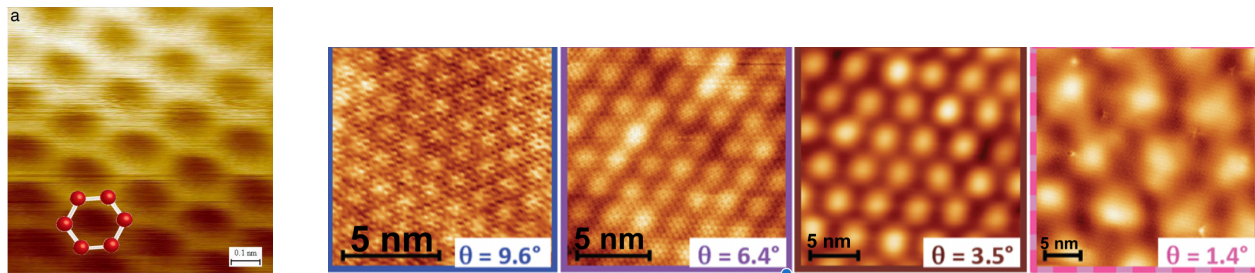 a
0.1 nm
5 nm
θ = 9.6°
5 nm
θ = 6.4°
5 nm
θ = 3.5°
5 nm
θ = 1.4°